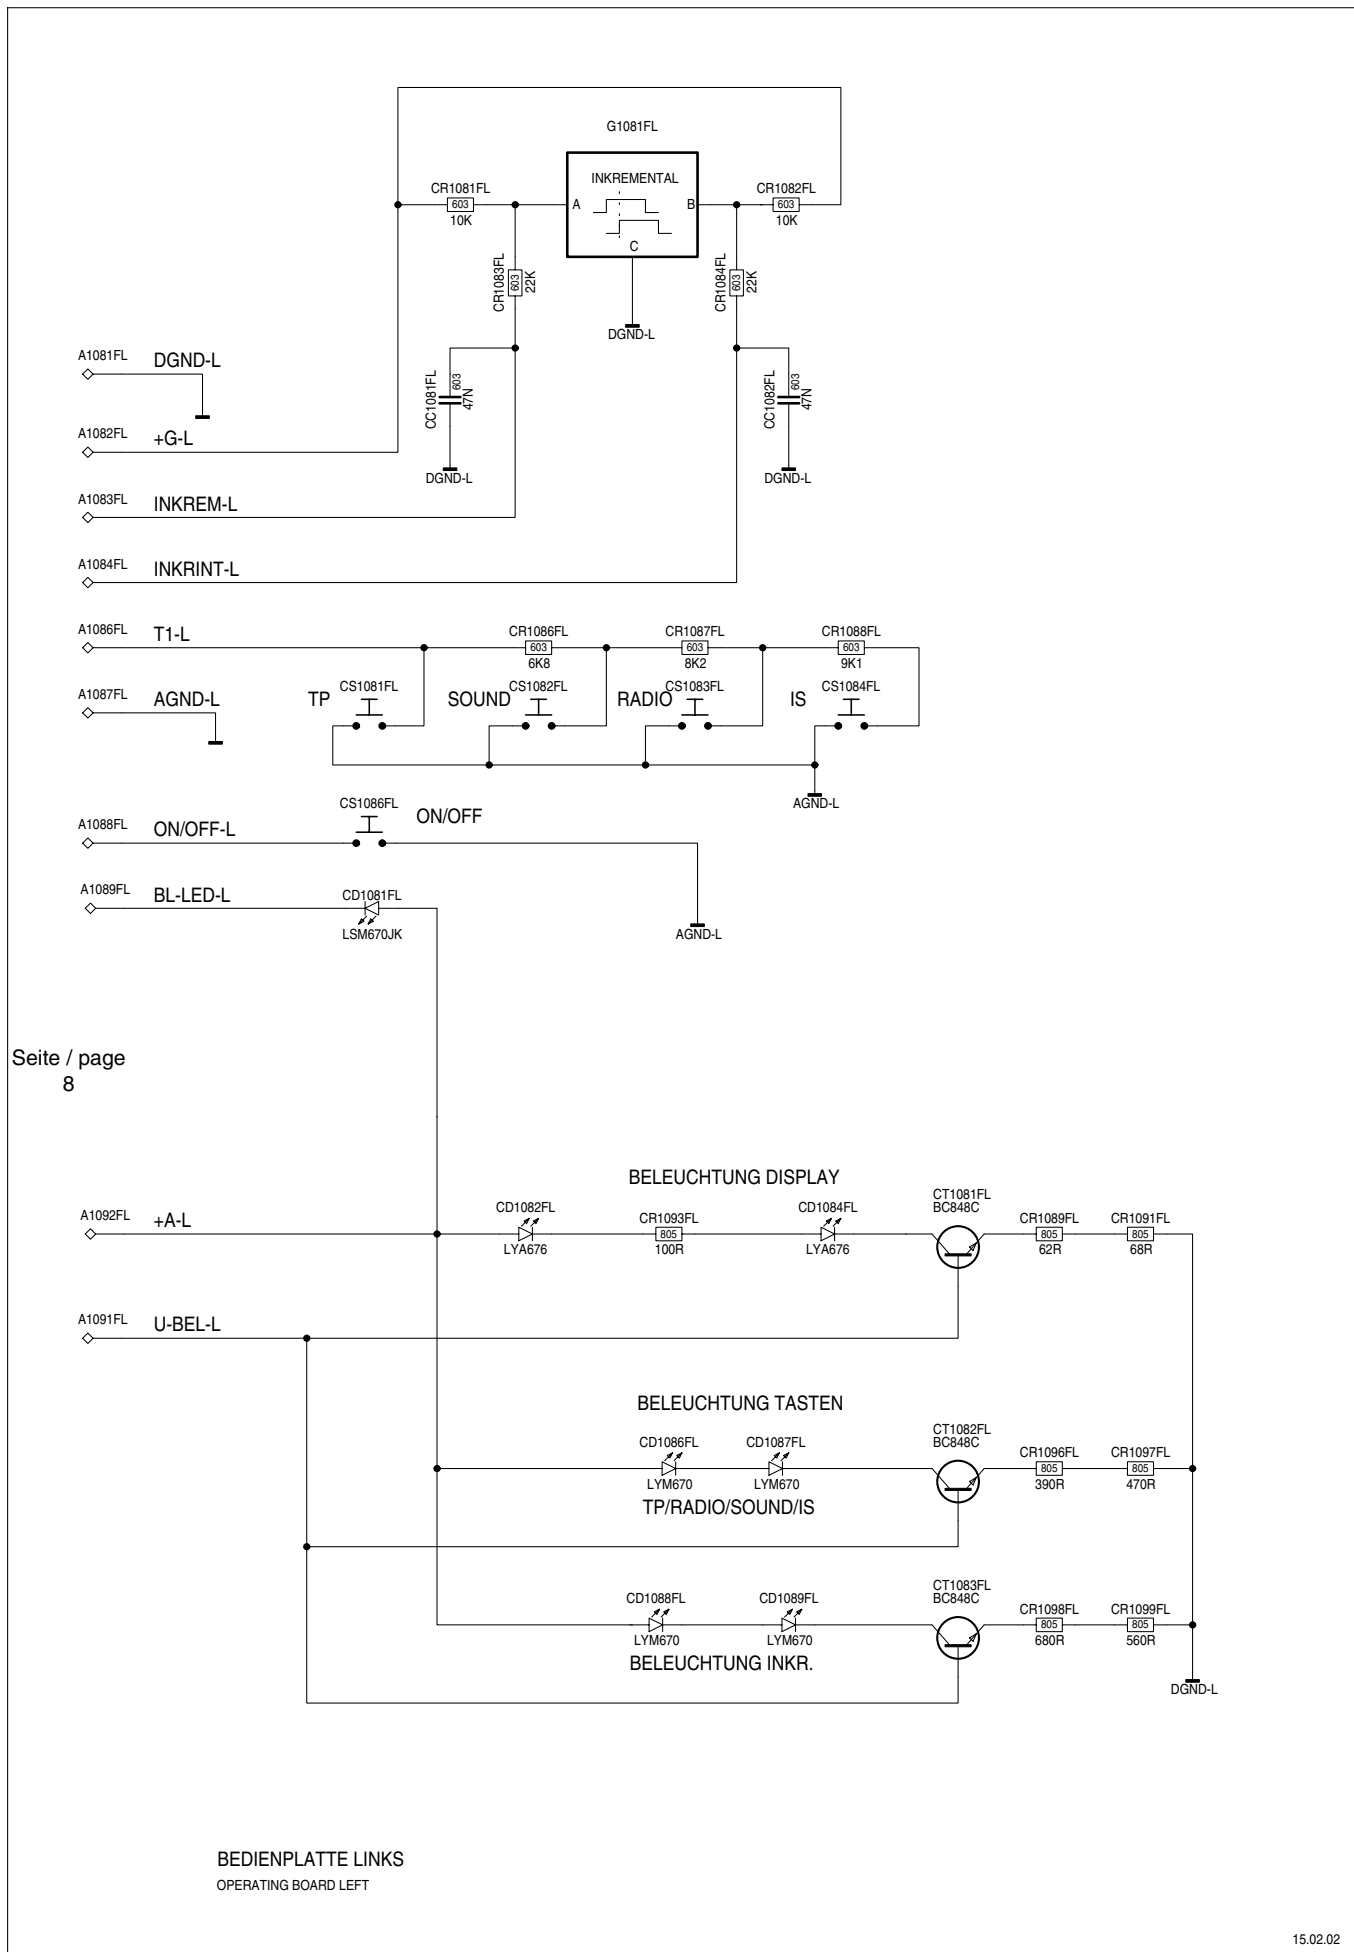 G1081FL
INKREMENTAL
CR1081FL
603
10K
A
B
C
CR1082FL
603
10K
CR1083FL
603
22K
CR1084FL
603
22K
DGND-L
A1081FL DGND-L
CC1081FL
603
47N
CC1082FL
603
47N
A1082FL +G-L
DGND-L
DGND-L
A1083FL INKREM-L
A1084FL INKRINT-L
A1086FL T1-L
CR1086FL
603
6K8
CR1087FL
603
8K2
CR1088FL
603
9K1
A1087FL AGND-L
TP CS1081FL
SOUND CS1082FL
RADIO CS1083FL
IS CS1084FL
AGND-L
CS1086FL
ON/OFF
A1088FL ON/OFF-L
A1089FL BL-LED-L
CD1081FL
LSM670JK
AGND-L
Seite / page
8
BELEUCHTUNG DISPLAY
A1092FL +A-L
CD1082FL
LYA676
CR1093FL
805
100R
CD1084FL
LYA676
CT1081FL
BC848C
CR1089FL
805
62R
CR1091FL
805
68R
A1091FL U-BEL-L
BELEUCHTUNG TASTEN
CD1086FL
LYM670
CD1087FL
LYM670
TP/RADIO/SOUND/IS
CT1082FL
BC848C
CR1096FL
805
390R
CR1097FL
805
470R
CD1088FL
LYM670
CD1089FL
LYM670
BELEUCHTUNG INKR.
CT1083FL
BC848C
CR1098FL
805
680R
CR1099FL
805
560R
DGND-L
BEDIENPLATTE LINKS
OPERATING BOARD LEFT
15.02.02